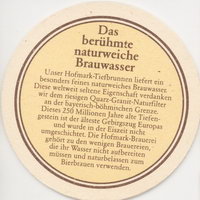 Das
berühmte
naturweiche
Brauwasser
Unser Hofmark-Tiefbrunnen liefert ein
besonders feines naturweiches Brauwasser.
Diese weltweit seltene Eigenschaft verdanken
wir dem riesigen Quarz-Granit-Naturfilter
an der bayerisch-böhmischen Grenze.
Dieses 250 Millionen Jahre alte Tiefen-
gestein ist der älteste Gebirgszug Europas
und wurde in der Eiszeit nicht
umgeschichtet. Die Hofmark-Brauerei
gehört zu den wenigen Brauereien,
die ihr Wasser nicht aufbereiten
müssen und naturbelassen zum
Bierbrauen verwenden.